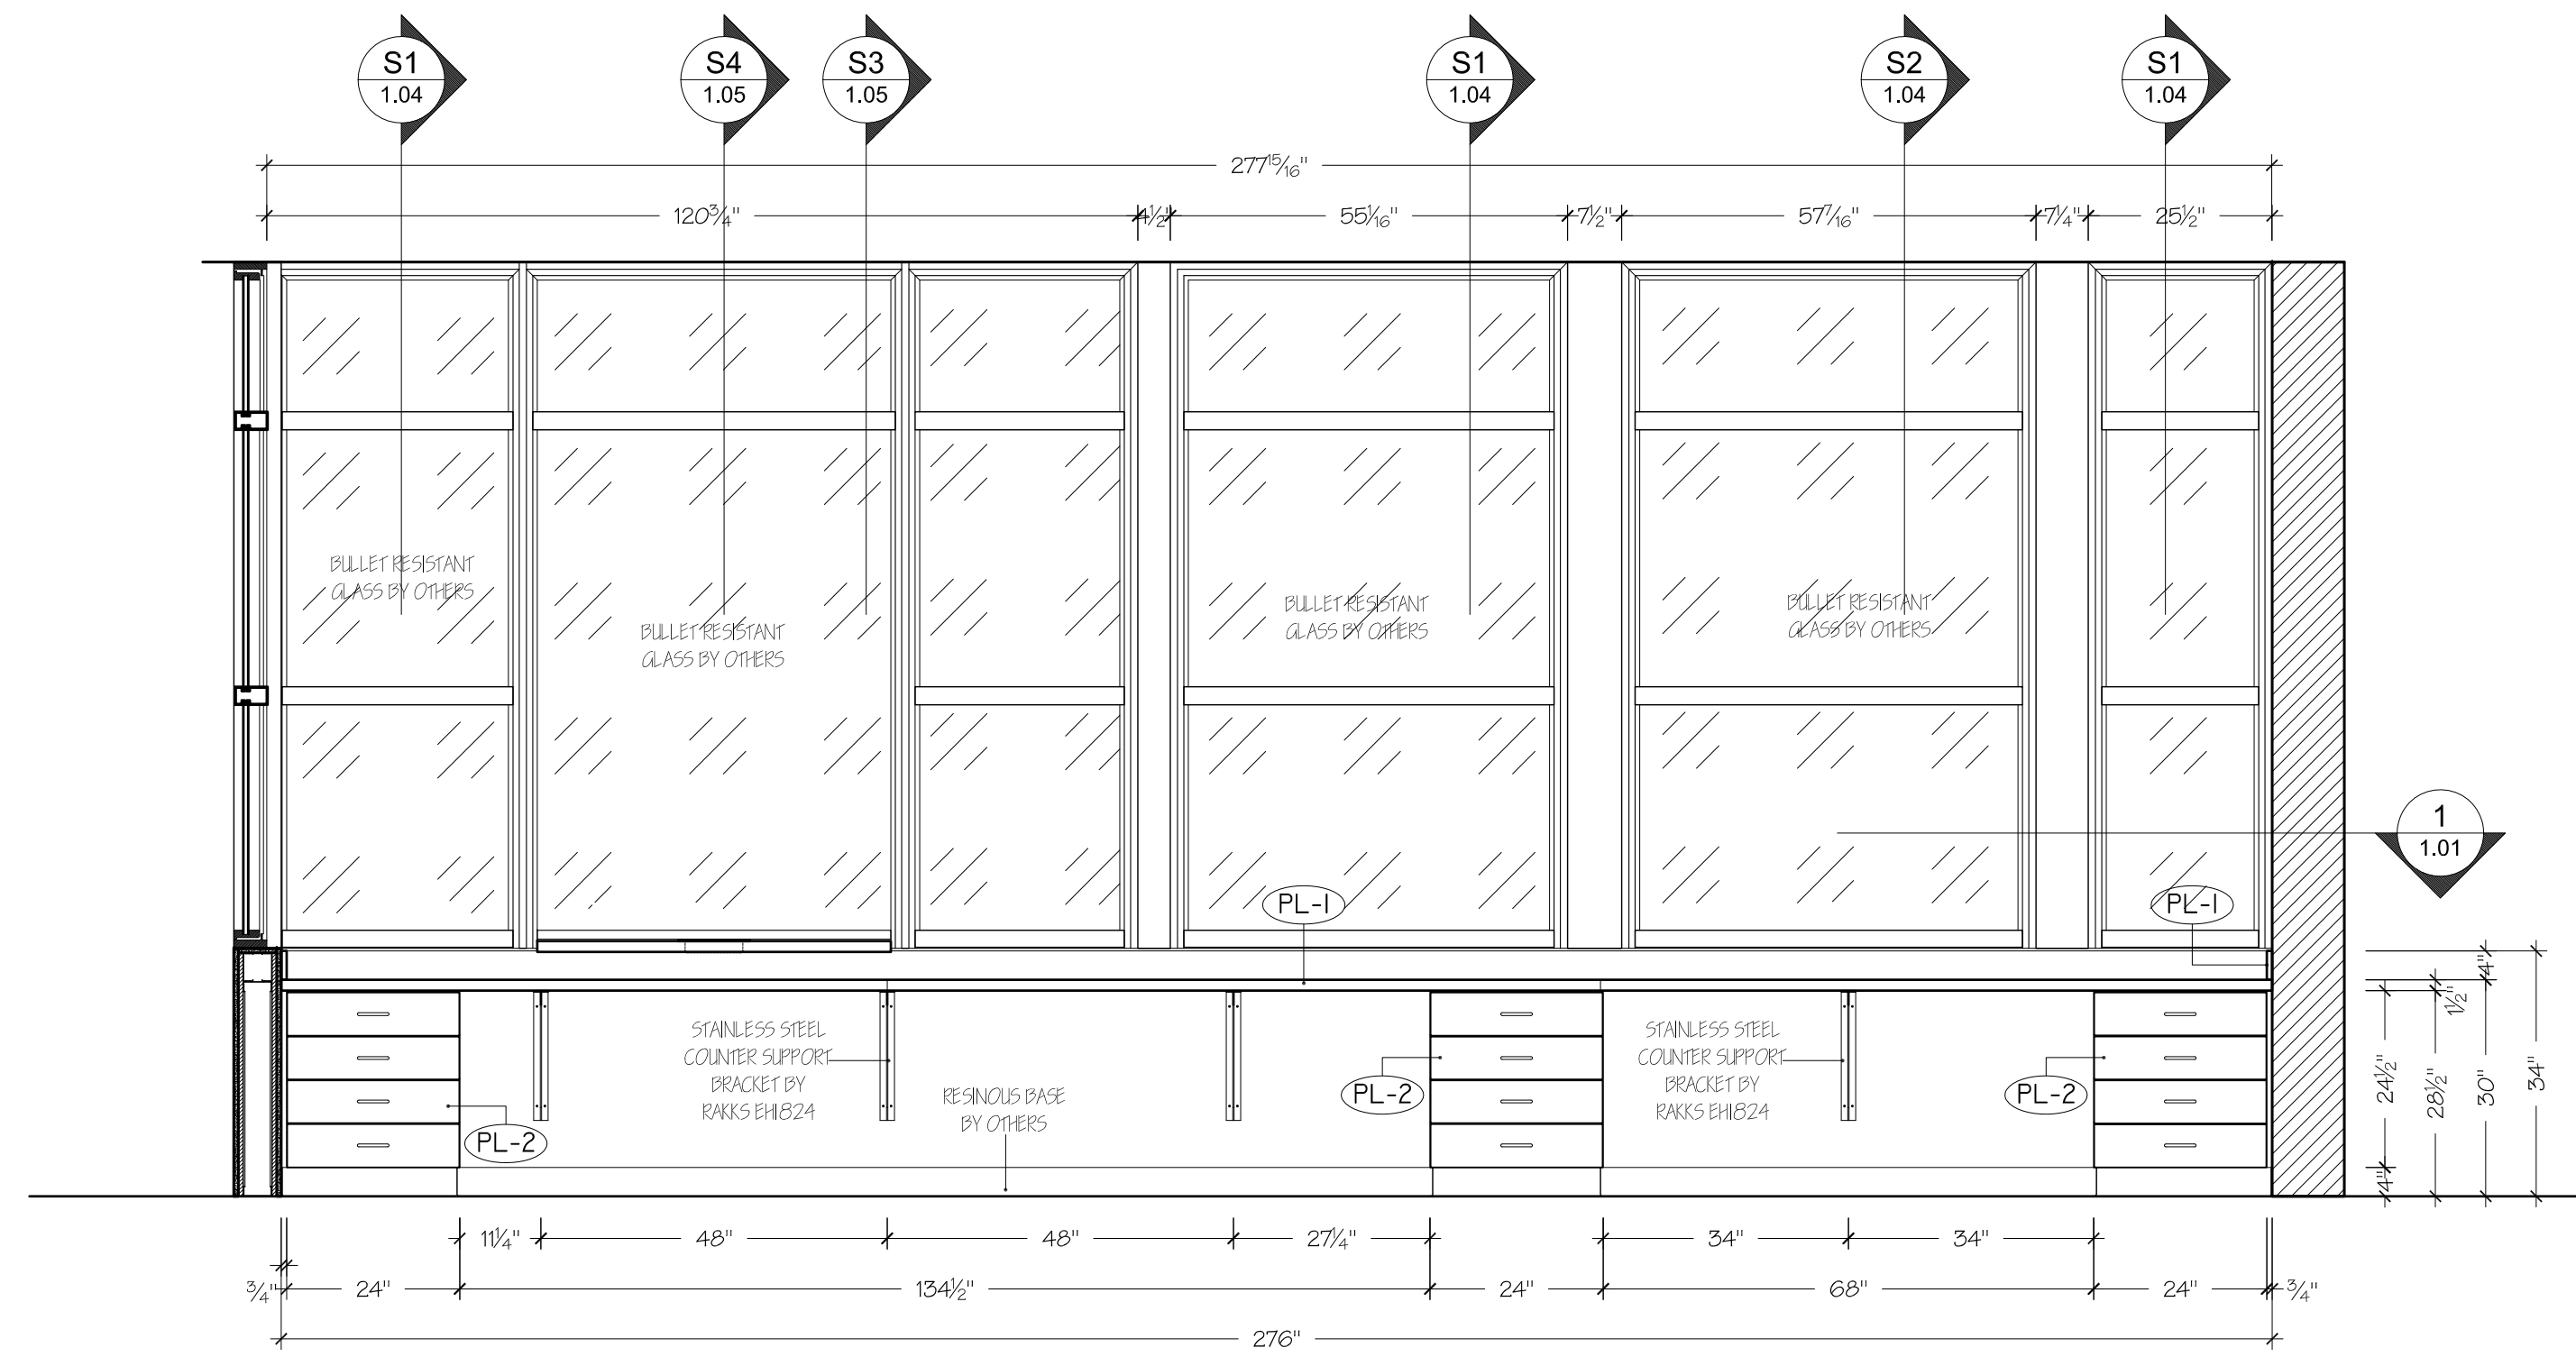 S1
1.04
S4
1.05
S3
1.05
S1
1.04
S2
1.04
S1
1.04
277 15/16"
120 3/4"
4 1/2"
55 1/16"
7 1/2"
57 7/16"
7 1/4"
25 1/2"
BULLET RESISTANT
GLASS BY OTHERS
BULLET RESISTANT
GLASS BY OTHERS
BULLET RESISTANT
GLASS BY OTHERS
BULLET RESISTANT
GLASS BY OTHERS
1
1.01
PL-1
PL-1
STAINLESS STEEL
COUNTER SUPPORT
BRACKET BY
RAKKS EH1824
RESINOUS BASE
BY OTHERS
STAINLESS STEEL
COUNTER SUPPORT
BRACKET BY
RAKKS EH1824
PL-2
PL-2
PL-2
4"
24 1/2"
28 1/2"
1 1/2"
30"
4"
34"
11 1/4"
48"
48"
27 1/4"
34"
34"
3/4"
24"
134 1/2"
24"
68"
24"
3/4"
276"